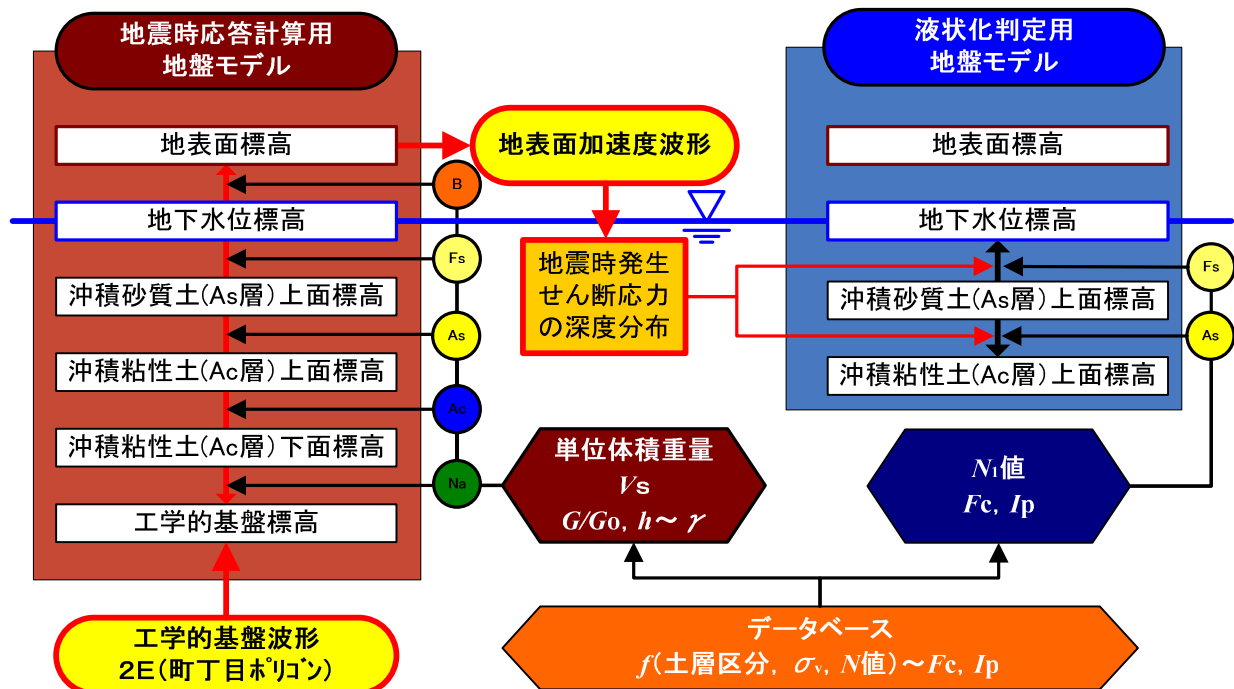 地震時応答計算用
地盤モデル
地表面標高
地下水位標高
沖積砂質土(As層)上面標高
沖積粘性土(Ac層)上面標高
沖積粘性土(Ac層)下面標高
工学的基盤標高
工学的基盤波形
2E(町丁目ﾎﾟﾘｺﾞﾝ)
B
Fs
As
Ac
Na
地表面加速度波形
地震時発生
せん断応力
の深度分布
単位体積重量
Vs
G/Go, h～γ
液状化判定用
地盤モデル
地表面標高
地下水位標高
沖積砂質土(As層)上面標高
沖積粘性土(Ac層)上面標高
Fs
As
N₁値
Fc, Ip
データベース
f(土層区分, σv, N値)～Fc, Ip